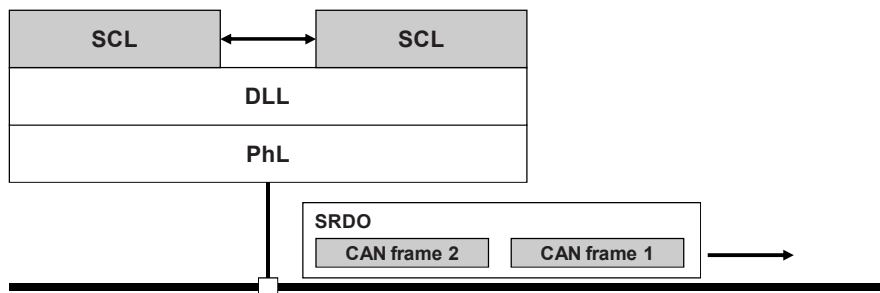 SCL SCL
DLL
PhL
SRDO
CAN frame 2 CAN frame 1